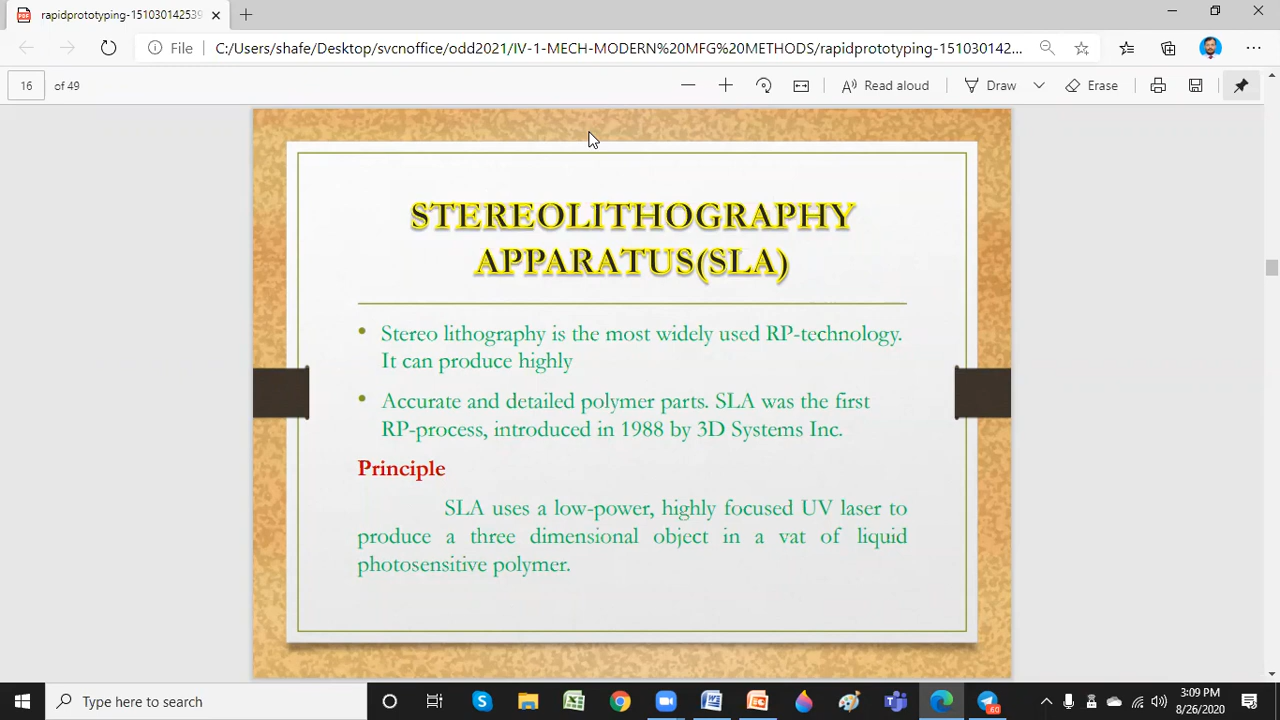 rapidprototyping-1510301425391
File
C:/Users/shafe/Desktop/svcnoffice/odd2021/IV-1-MECH-MODERN%20MFG%20METHODS/rapidprototyping-151030142...
16 of 49
Read aloud
Draw
Erase
STEREOLITHOGRAPHY
APPARATUS(SLA)
• Stereo lithography is the most widely used RP-technology.
It can produce highly
• Accurate and detailed polymer parts. SLA was the first
RP-process, introduced in 1988 by 3D Systems Inc.
Principle
SLA uses a low-power, highly focused UV laser to
produce a three dimensional object in a vat of liquid
photosensitive polymer.
Type here to search
60
3:09 PM
8/26/2020